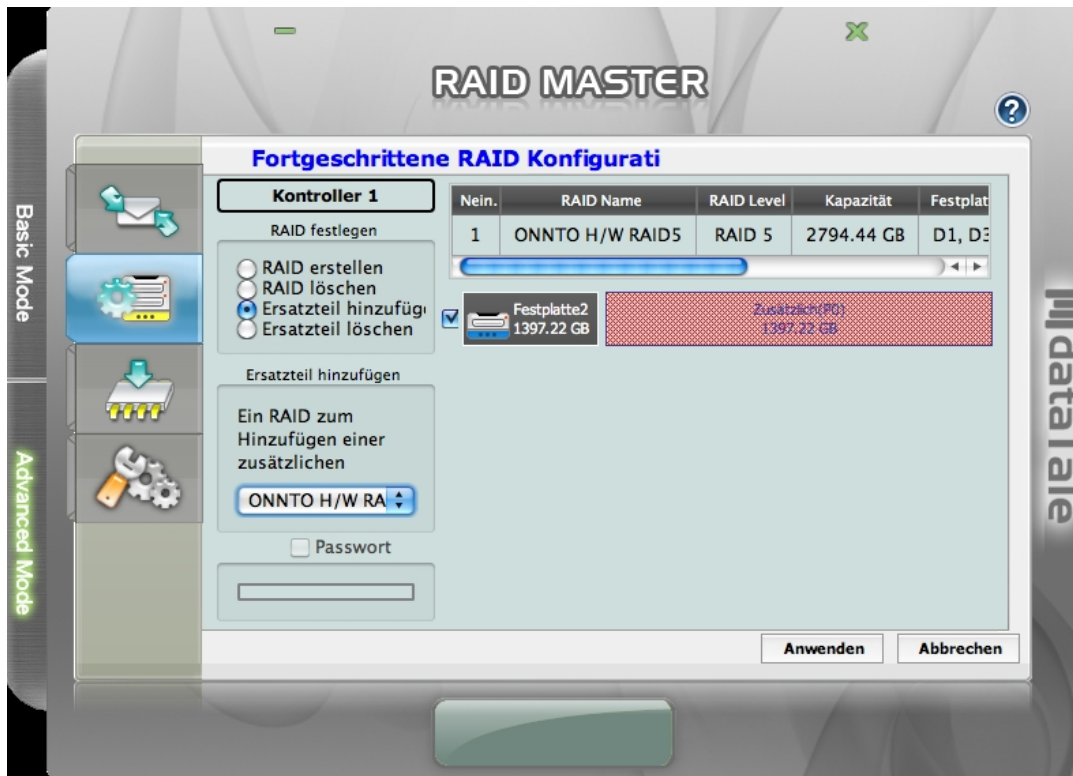 RAID MASTER
?
Fortgeschrittene RAID Konfigurati
Basic Mode
Advanced Mode
Kontroller 1
RAID festlegen
RAID erstellen
RAID löschen
Ersatzteil hinzufüg
Ersatzteil löschen
Ersatzteil hinzufügen
Ein RAID zum
Hinzufügen einer
zusätzlichen
ONNTO H/W RA
Passwort
Nein. RAID Name RAID Level Kapazität Festplat
1 ONNTO H/W RAID5 RAID 5 2794.44 GB D1, D3
Festplatte2
1397.22 GB
Zusätzlich(P0)
1397.22 GB
Anwenden Abbrechen
dataTale